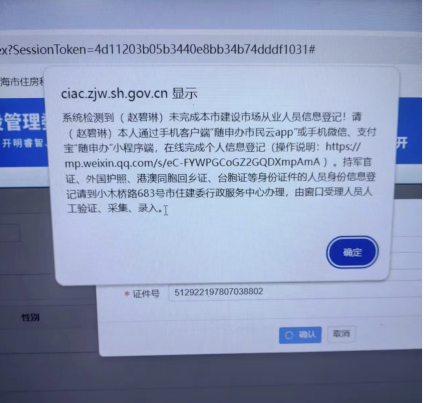 ex?SessionToken=4d11203b05b3440e8bb34b74dddf1031#
海市住房和
设管理委
开明睿智、
ciac.zjw.sh.gov.cn 显示
系统检测到（ 赵碧琳）未完成本市建设市场从业人员信息登记！请
（ 赵碧琳）本人通过手机客户端“随申办市民云app”或手机微信、支付
宝“随申办”小程序端，在线完成个人信息登记（操作说明：https://
mp.weixin.qq.com/s/eC-FYWPGCoGZ2GQDXmpAmA ）。持军官
证、外国护照、港澳同胞回乡证、台胞证等身份证件的人员身份信息登
记请到小木桥路683号市住建委行政服务中心办理，由窗口受理人员人
工验证、采集、录入。
确定
* 证件号 512922197807038802
性别
确认 取消